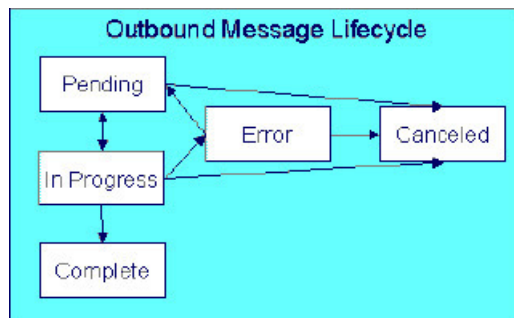 Outbound Message Lifecycle
Pending
Error
Canceled
In Progress
Complete